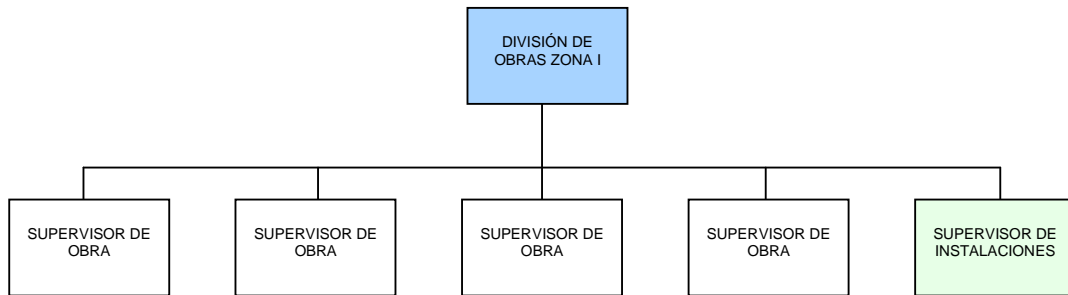 DIVISIÓN DE
OBRAS ZONA I
SUPERVISOR DE
OBRA
SUPERVISOR DE
OBRA
SUPERVISOR DE
OBRA
SUPERVISOR DE
OBRA
SUPERVISOR DE
INSTALACIONES